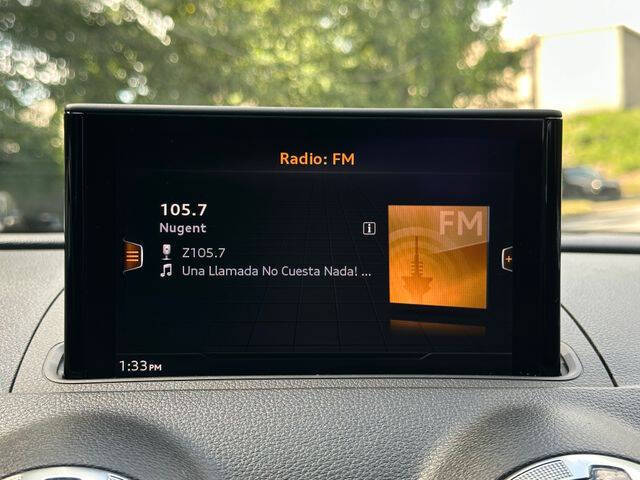 Radio: FM
105.7
Nugent
i
FM
Z105.7
Una Llamada No Cuesta Nada! ...
1:33PM